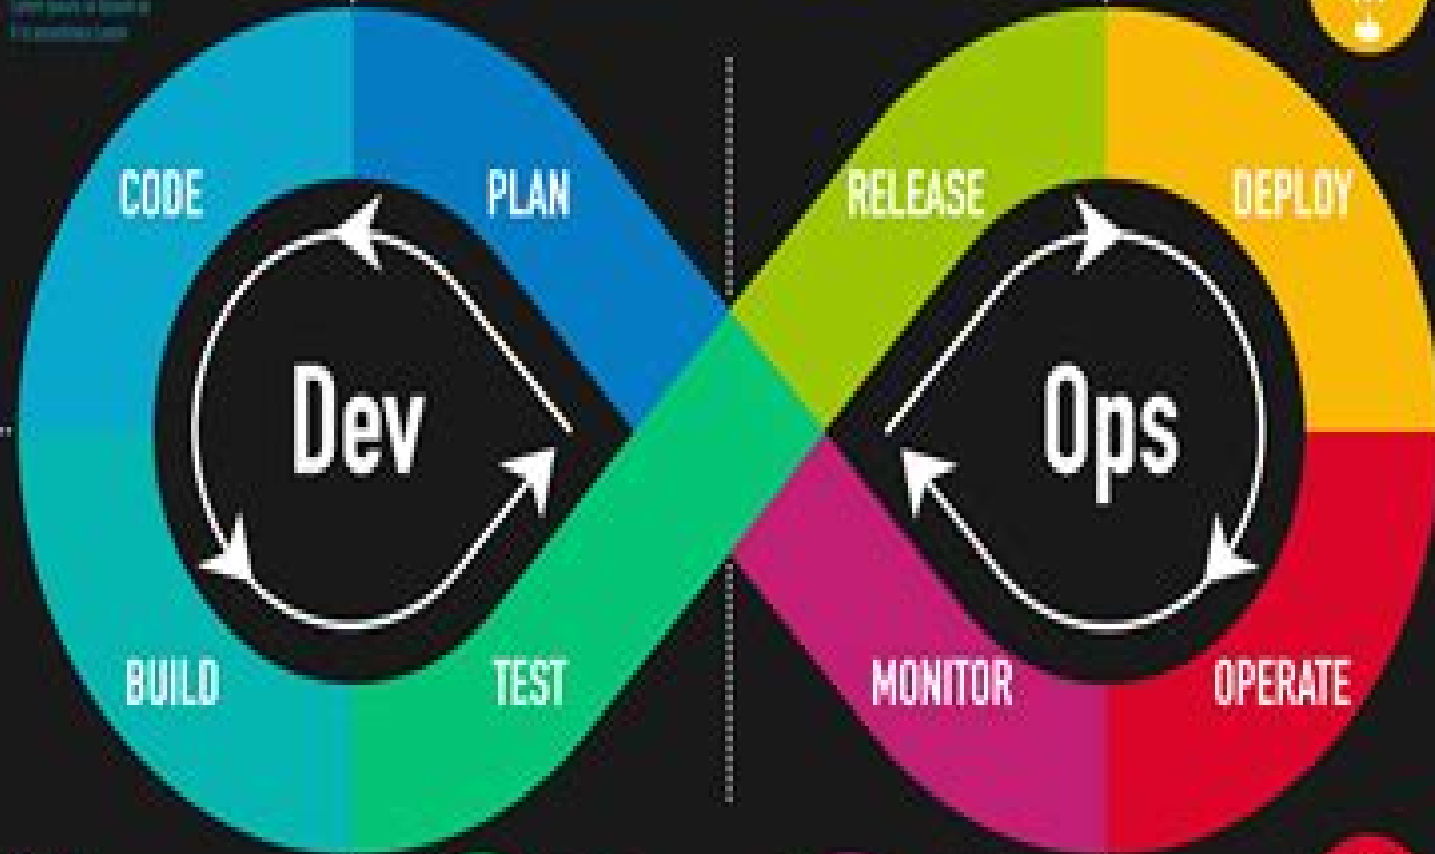 CODE
PLAN
RELEASE
DEPLOY
Dev
Ops
BUILD
TEST
MONITOR
OPERATE